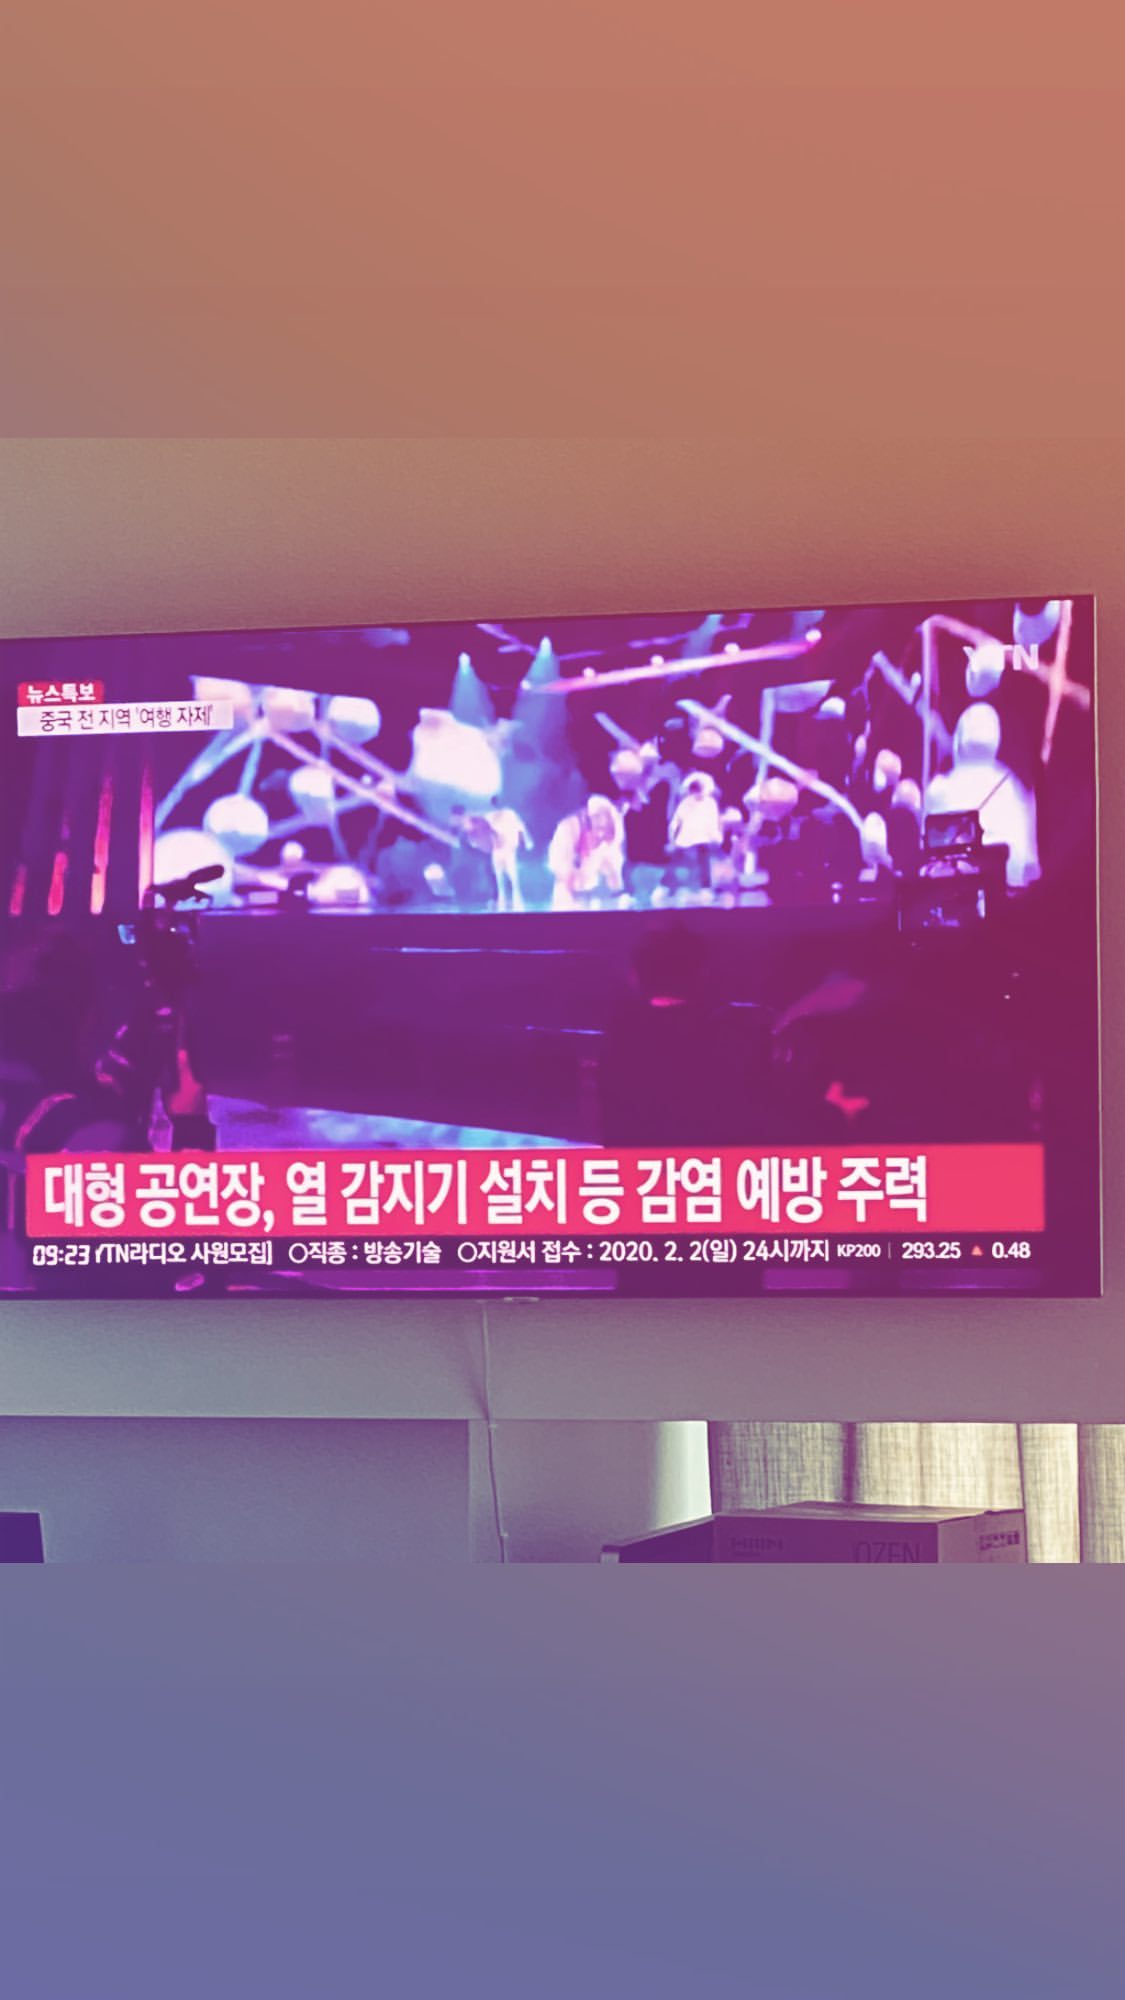 YTN
뉴스특보
중국 전 지역 '여행 자제'
대형 공연장, 열 감지기 설치 등 감염 예방 주력
09:23 YTN라디오 사원모집] ○직종 : 방송기술 ○지원서 접수 : 2020. 2. 2(일) 24시까지 KP200 | 293.25 ▲ 0.48
OZEN